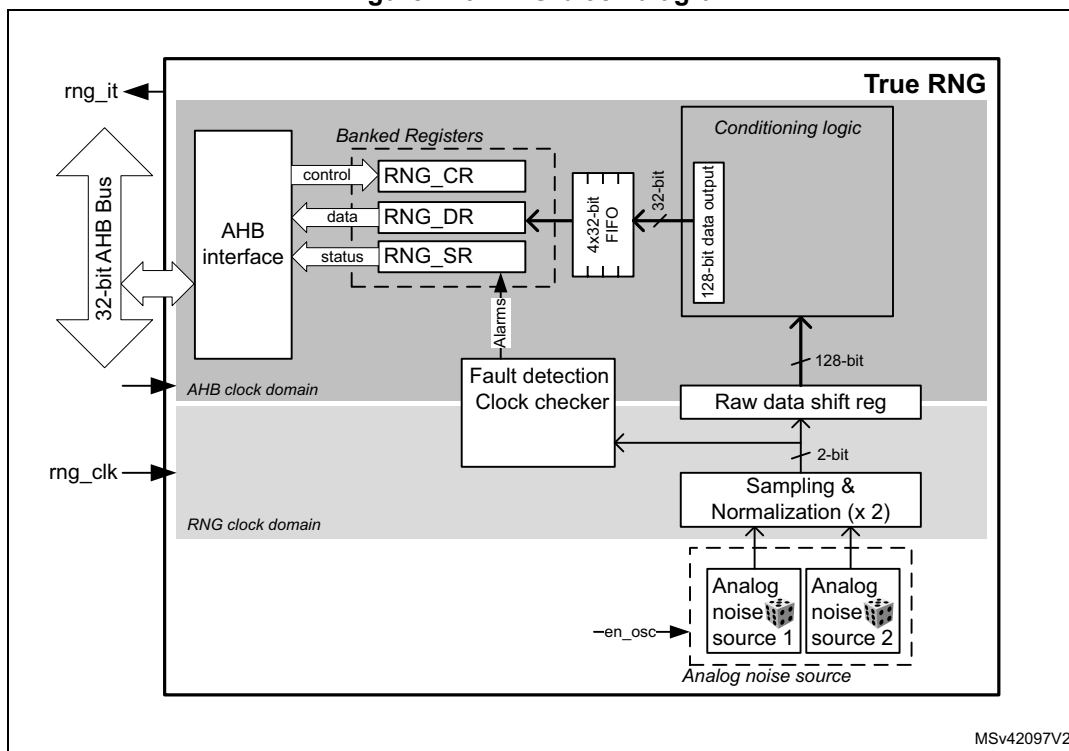 True RNG
rng_it
Banked Registers
Conditioning logic
control
RNG_CR
data
RNG_DR
status
RNG_SR
AHB
interface
32-bit AHB Bus
4x32-bit
FIFO
32-bit
128-bit data output
Alarms
128-bit
AHB clock domain
Fault detection
Clock checker
Raw data shift reg
rng_clk
2-bit
Sampling &
Normalization (x 2)
RNG clock domain
Analog
noise
source 1
Analog
noise
source 2
en_osc
Analog noise source
MSv42097V2